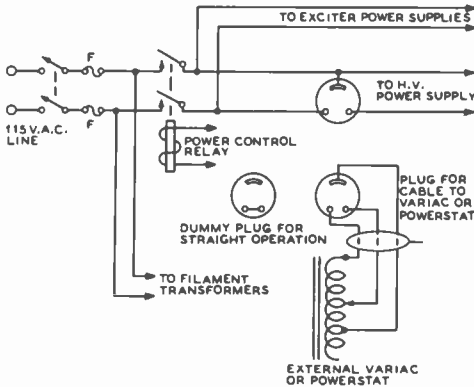 TO EXCITER POWER SUPPLIES
F
F
TO H.V.
POWER SUPPLY
115 V. A.C.
LINE
POWER CONTROL
RELAY
PLUG FOR
CABLE TO
VARIAC OR
POWERSTAT
DUMMY PLUG FOR
STRAIGHT OPERATION
TO FILAMENT
TRANSFORMERS
EXTERNAL VARIAC
OR POWERSTAT